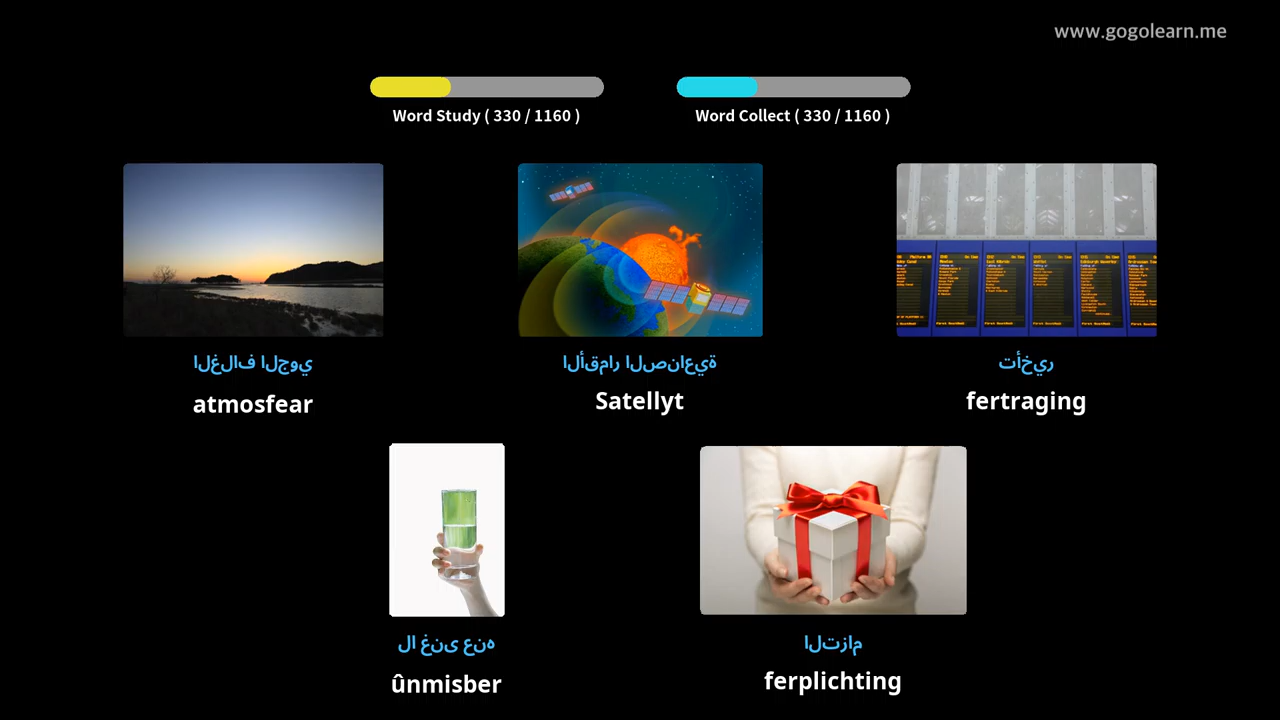 www.gogolearn.me
Word Study ( 330 / 1160 )
Word Collect ( 330 / 1160 )
الغلاف الجوي
الأقمار الصناعية
تأخير
atmosfear
Satellyt
fertraging
لا غنى عنه
التزام
ûnmisber
ferplichting